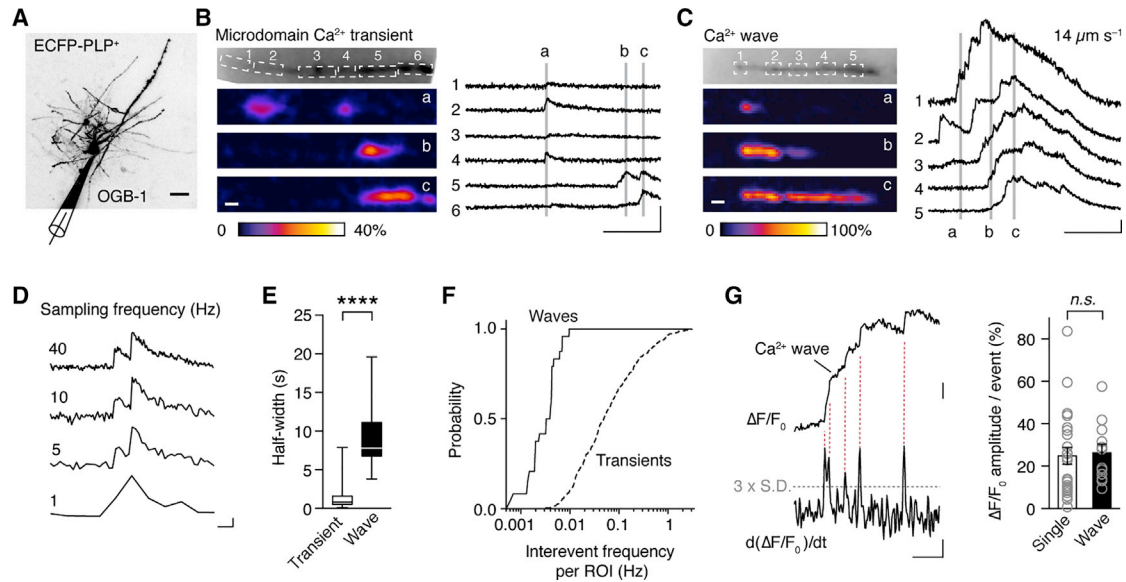 A
ECFP-PLP⁺
OGB-1
B
Microdomain Ca²⁺ transient
1
2
3
4
5
6
a
b
c
0
40%
a
b
c
1
2
3
4
5
6
C
Ca²⁺ wave
1
2
3
4
5
a
b
c
0
100%
14 µm s⁻¹
1
2
3
4
5
a
b
c
D
Sampling frequency (Hz)
40
10
5
1
E
****
Half-width (s)
25
20
15
10
5
0
Transient
Wave
F
Waves
Transients
Probability
1.0
0.5
0
0.001
0.01
0.1
1
Interevent frequency
per ROI (Hz)
G
Ca²⁺ wave
ΔF/F₀
3 x S.D.
d(ΔF/F₀)/dt
n.s.
ΔF/F₀ amplitude / event (%)
100
80
60
40
20
0
Single
Wave